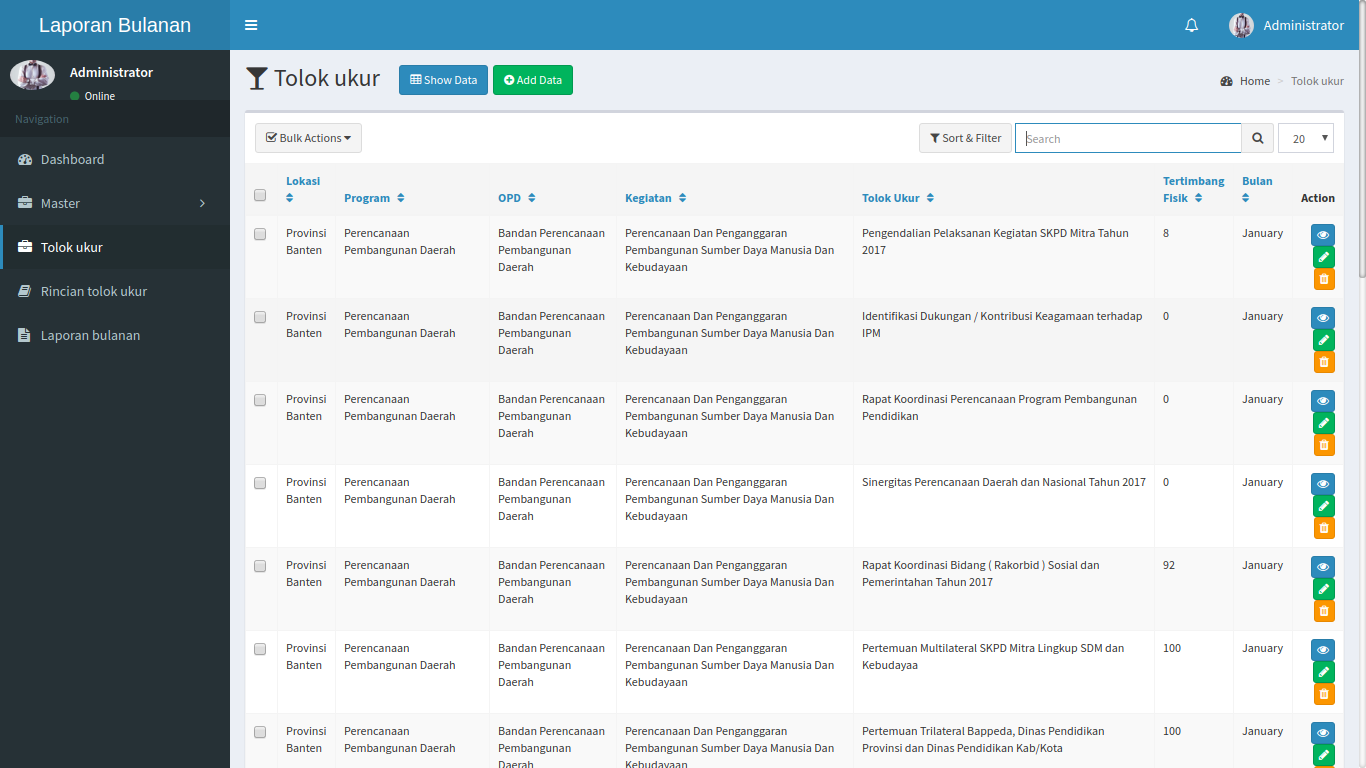 Laporan Bulanan
Administrator
Administrator
Online
Navigation
Dashboard
Master
Tolok ukur
Rincian tolok ukur
Laporan bulanan
Tolok ukur
Show Data
Add Data
Home > Tolok ukur
Bulk Actions
Sort & Filter
Search
20
Lokasi
Program
OPD
Kegiatan
Tolok Ukur
Tertimbang
Fisik
Bulan
Action
Provinsi
Banten
Perencanaan
Pembangunan Daerah
Bandan Perencanaan
Pembangunan
Daerah
Perencanaan Dan Penganggaran
Pembangunan Sumber Daya Manusia Dan
Kebudayaan
Pengendalian Pelaksanan Kegiatan SKPD Mitra Tahun
2017
8
January
Provinsi
Banten
Perencanaan
Pembangunan Daerah
Bandan Perencanaan
Pembangunan
Daerah
Perencanaan Dan Penganggaran
Pembangunan Sumber Daya Manusia Dan
Kebudayaan
Identifikasi Dukungan / Kontribusi Keagamaan terhadap
IPM
0
January
Provinsi
Banten
Perencanaan
Pembangunan Daerah
Bandan Perencanaan
Pembangunan
Daerah
Perencanaan Dan Penganggaran
Pembangunan Sumber Daya Manusia Dan
Kebudayaan
Rapat Koordinasi Perencanaan Program Pembangunan
Pendidikan
0
January
Provinsi
Banten
Perencanaan
Pembangunan Daerah
Bandan Perencanaan
Pembangunan
Daerah
Perencanaan Dan Penganggaran
Pembangunan Sumber Daya Manusia Dan
Kebudayaan
Sinergitas Perencanaan Daerah dan Nasional Tahun 2017
0
January
Provinsi
Banten
Perencanaan
Pembangunan Daerah
Bandan Perencanaan
Pembangunan
Daerah
Perencanaan Dan Penganggaran
Pembangunan Sumber Daya Manusia Dan
Kebudayaan
Rapat Koordinasi Bidang ( Rakorbid ) Sosial dan
Pemerintahan Tahun 2017
92
January
Provinsi
Banten
Perencanaan
Pembangunan Daerah
Bandan Perencanaan
Pembangunan
Daerah
Perencanaan Dan Penganggaran
Pembangunan Sumber Daya Manusia Dan
Kebudayaan
Pertemuan Multilateral SKPD Mitra Lingkup SDM dan
Kebudayaa
100
January
Provinsi
Banten
Perencanaan
Pembangunan Daerah
Bandan Perencanaan
Pembangunan
Daerah
Perencanaan Dan Penganggaran
Pembangunan Sumber Daya Manusia Dan
Kebudayaan
Pertemuan Trilateral Bappeda, Dinas Pendidikan
Provinsi dan Dinas Pendidikan Kab/Kota
100
January